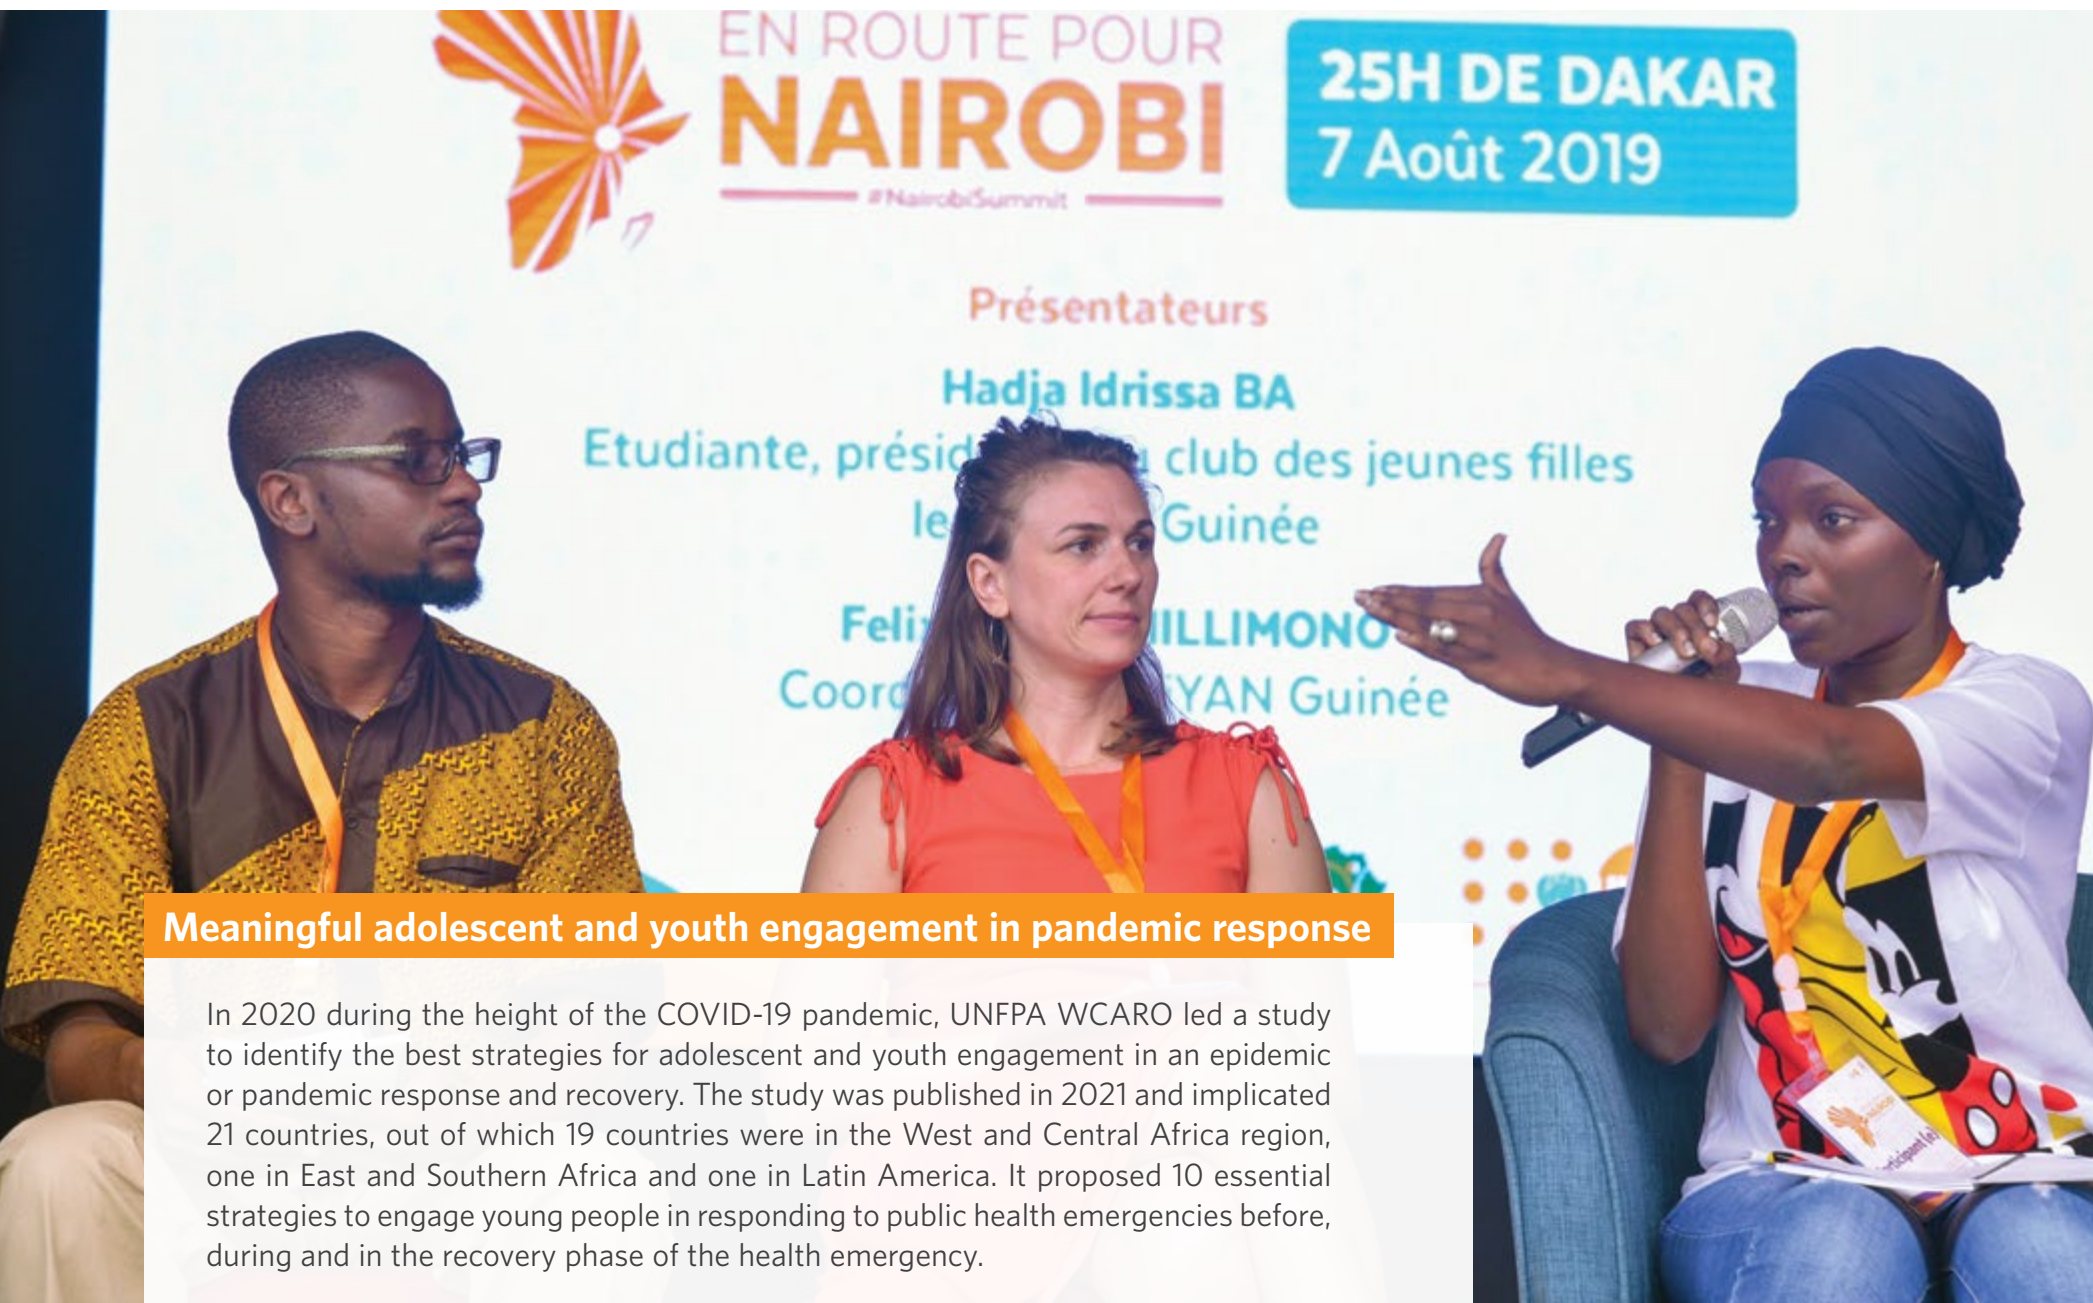 EN ROUTE POUR
NAIROBI
#NairobiSummit
25H DE DAKAR
7 Août 2019
Présentateurs
Hadja Idrissa BA
Etudiante, club des jeunes filles
Guinée
Coord YAN Guinée
Meaningful adolescent and youth engagement in pandemic response
In 2020 during the height of the COVID-19 pandemic, UNFPA WCARO led a study
to identify the best strategies for adolescent and youth engagement in an epidemic
or pandemic response and recovery. The study was published in 2021 and implicated
21 countries, out of which 19 countries were in the West and Central Africa region,
one in East and Southern Africa and one in Latin America. It proposed 10 essential
strategies to engage young people in responding to public health emergencies before,
during and in the recovery phase of the health emergency.
NAIROBI